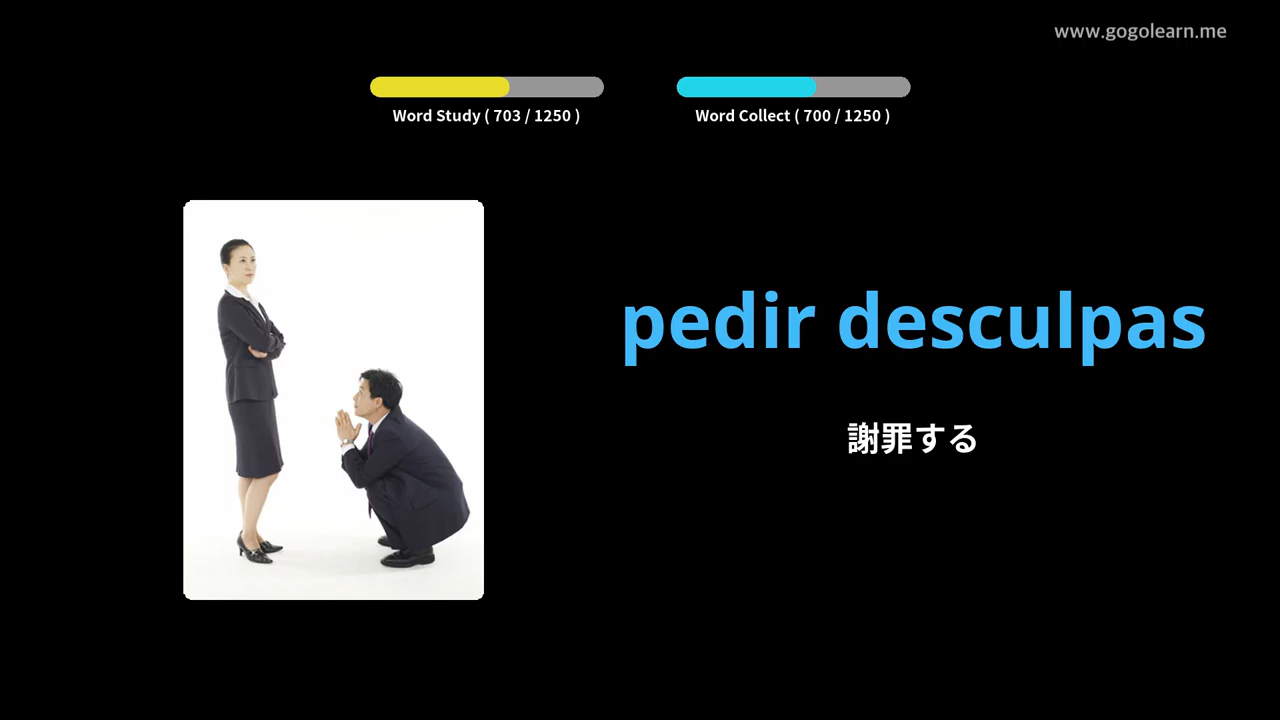 www.gogolearn.me
Word Study ( 703 / 1250 )
Word Collect ( 700 / 1250 )
pedir desculpas
謝罪する